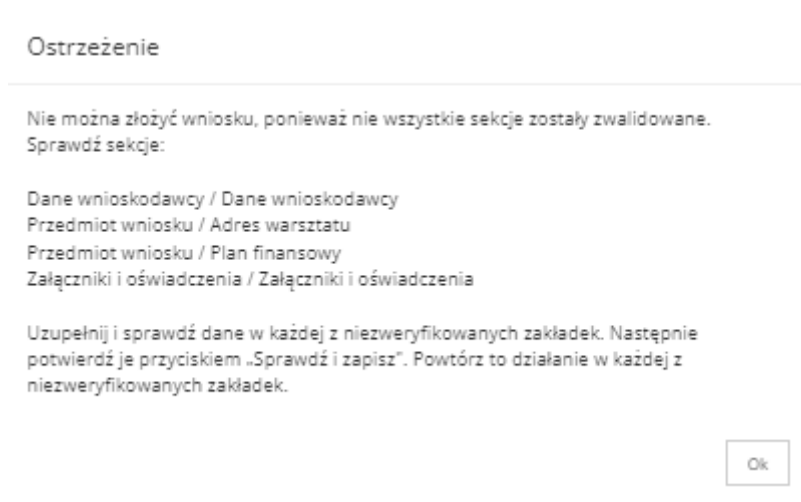 Ostrzeżenie
Nie można złożyć wniosku, ponieważ nie wszystkie sekcje zostały zwalidowane.
Sprawdź sekcje:
Dane wnioskodawcy / Dane wnioskodawcy
Przedmiot wniosku / Adres warsztatu
Przedmiot wniosku / Plan finansowy
Załączniki i oświadczenia / Załączniki i oświadczenia
Uzupełnij i sprawdź dane w każdej z niezweryfikowanych zakładek. Następnie
potwierdź je przyciskiem „Sprawdź i zapisz”. Powtórz to działanie w każdej z
niezweryfikowanych zakładek.
Ok